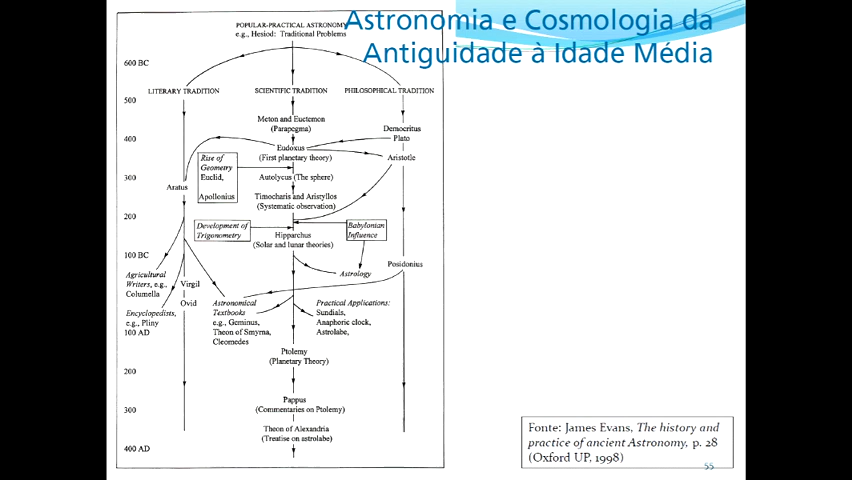 Astronomia e Cosmologia da
Antiguidade à Idade Média
POPULAR-PRACTICAL ASTRONOMY
e.g., Hesiod: Traditional Problems
600 BC
LITERARY TRADITION
SCIENTIFIC TRADITION
PHILOSOPHICAL TRADITION
500
Meton and Euctemon
(Parapegma)
Democritus
400
Plato
Eudoxus
(First planetary theory)
Aristotle
Rise of
Geometry
Euclid,
Apollonius
300
Autolycus (The sphere)
Aratus
Timocharis and Aristyllos
(Systematic observation)
200
Development of
Trigonometry
Babylonian
Influence
Hipparchus
(Solar and lunar theories)
100 BC
Posidonius
Astrology
Agricultural
Writers, e.g.,
Columella
Virgil
Ovid
Encyclopedists,
e.g., Pliny
Astronomical
Textbooks
e.g., Geminus,
Theon of Smyrna,
Cleomedes
Practical Applications:
Sundials,
Anaphoric clock,
Astrolabe,
100 AD
Ptolemy
(Planetary Theory)
200
Pappus
(Commentaries on Ptolemy)
300
Theon of Alexandria
(Treatise on astrolabe)
400 AD
Fonte: James Evans, The history and
practice of ancient Astronomy, p. 28
(Oxford UP, 1998)
55